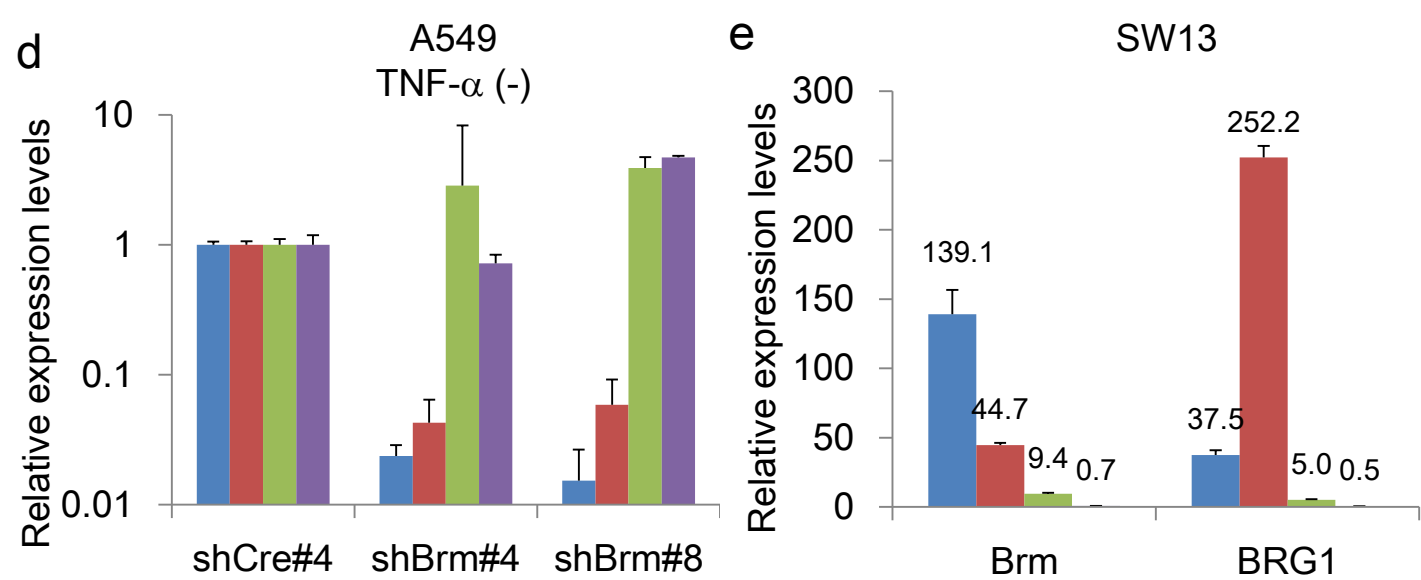 d
A549
TNF-α (-)
Relative expression levels
10
1
0.1
0.01
shCre#4 shBrm#4 shBrm#8
e
SW13
Relative expression levels
300
250
200
150
100
50
0
139.1
44.7
9.4
0.7
37.5
252.2
5.0
0.5
Brm BRG1